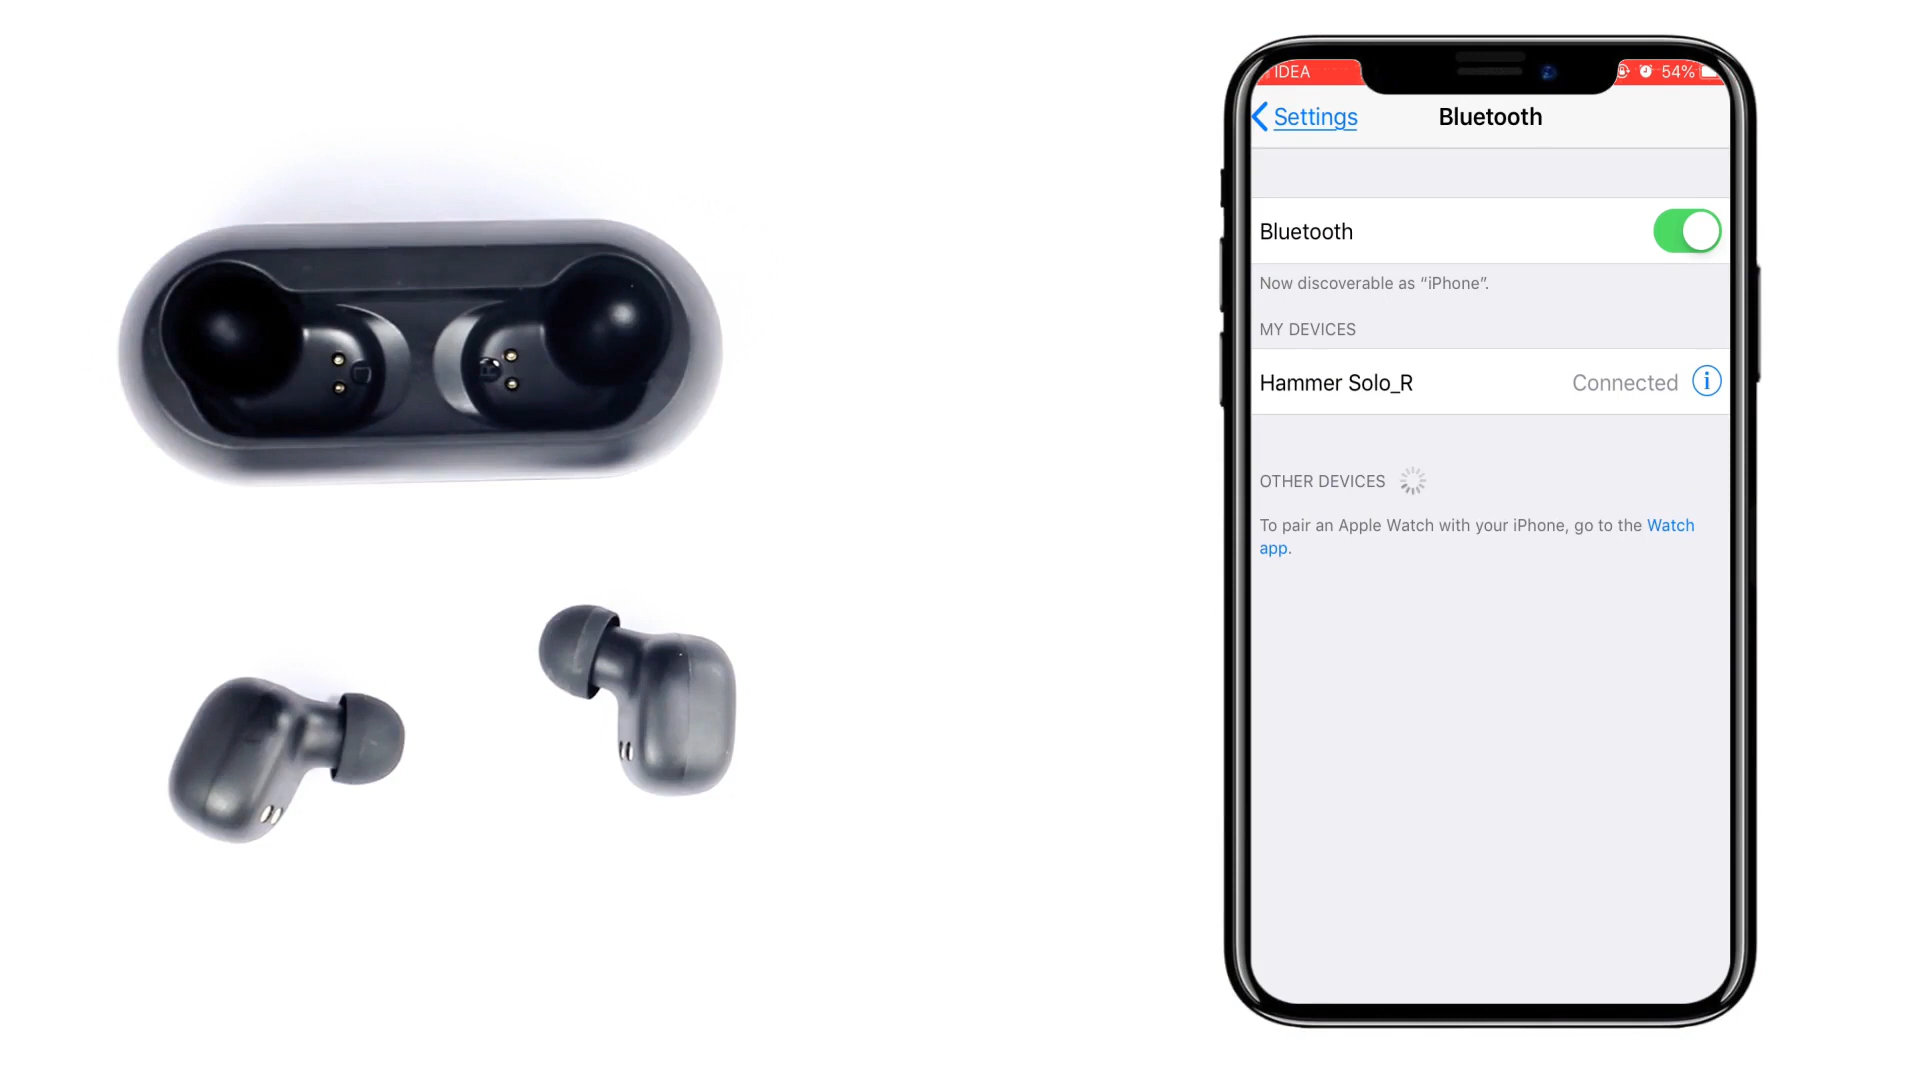 IDEA 54%
Settings Bluetooth
Bluetooth
Now discoverable as “iPhone”.
MY DEVICES
Hammer Solo_R Connected i
OTHER DEVICES
To pair an Apple Watch with your iPhone, go to the Watch
app.
R